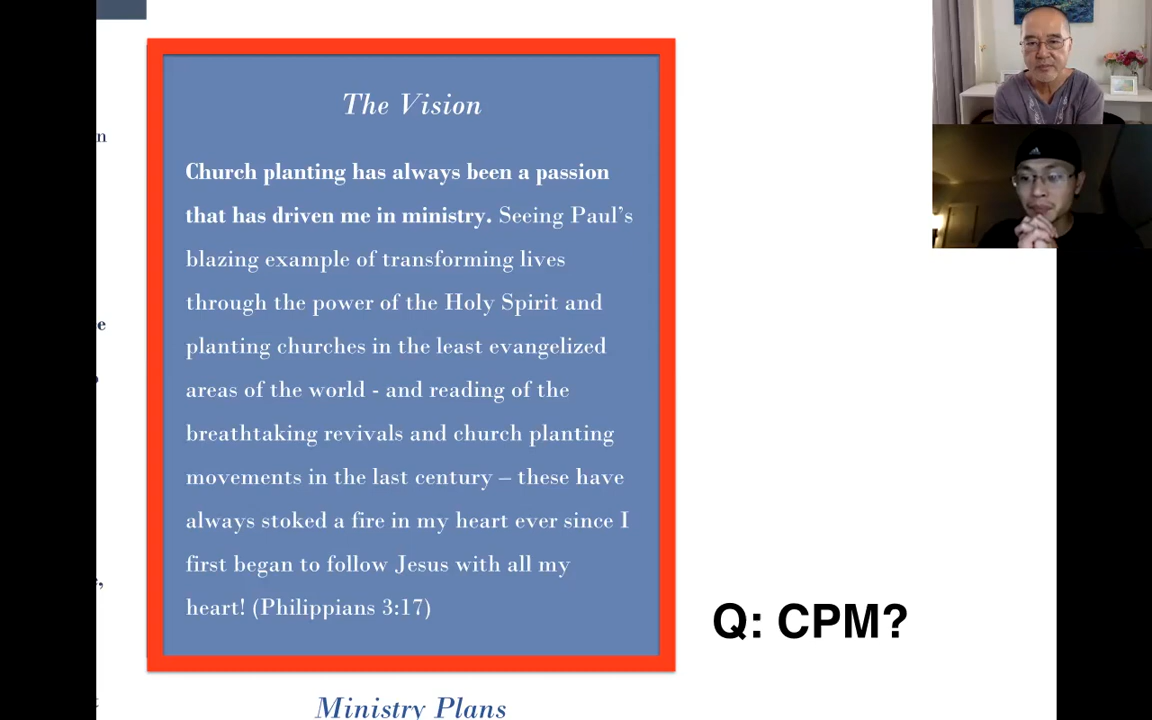 n
The Vision
Church planting has always been a passion
that has driven me in ministry. Seeing Paul's
blazing example of transforming lives
through the power of the Holy Spirit and
planting churches in the least evangelized
e
areas of the world - and reading of the
breathtaking revivals and church planting
movements in the last century – these have
always stoked a fire in my heart ever since I
first began to follow Jesus with all my
heart! (Philippians 3:17)
Q: CPM?
Ministry Plans